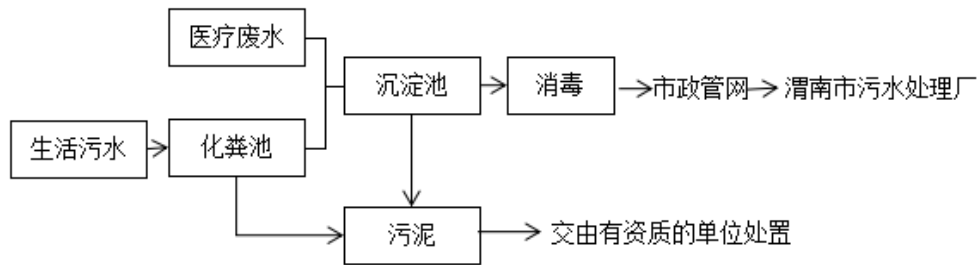 医疗废水
沉淀池
消毒
市政管网
渭南市污水处理厂
生活污水
化粪池
污泥
交由有资质的单位处置